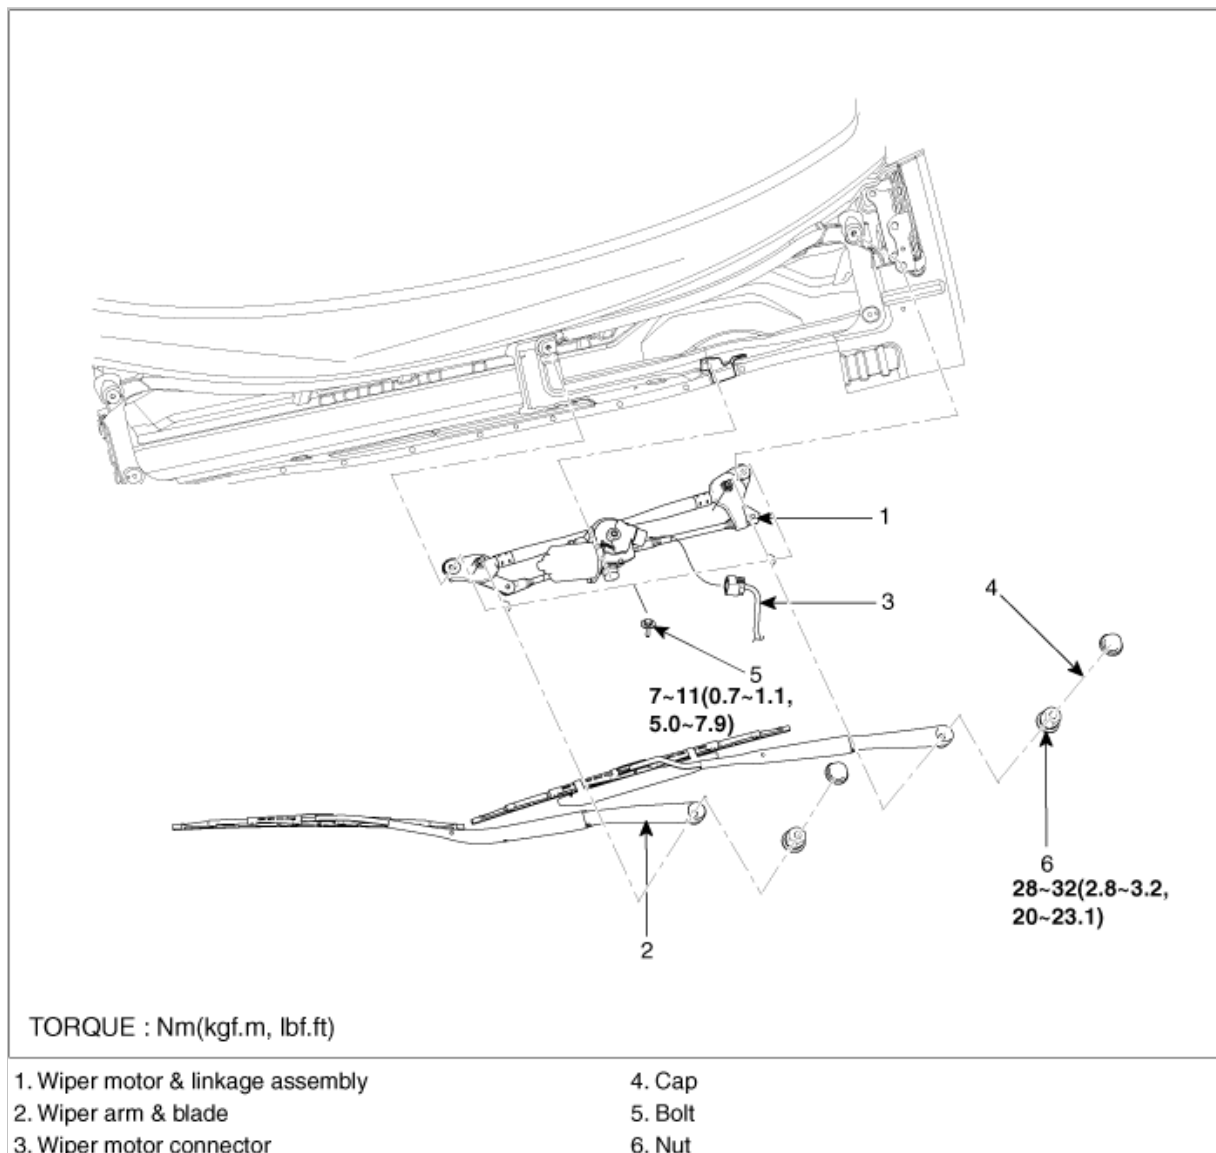 1
3
4
5
7~11(0.7~1.1,
5.0~7.9)
6
28~32(2.8~3.2,
20~23.1)
2
TORQUE : Nm(kgf.m, lbf.ft)
1. Wiper motor & linkage assembly
2. Wiper arm & blade
3. Wiper motor connector
4. Cap
5. Bolt
6. Nut